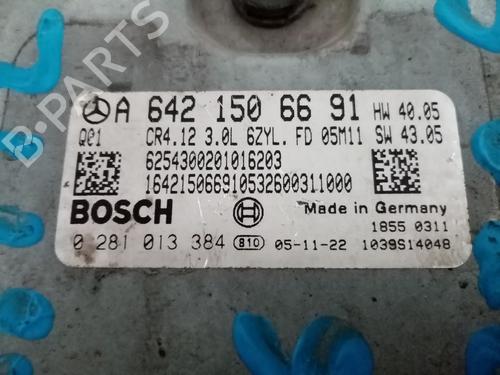 A 642 150 66 91 HW 40.05
Q@1 CR4.12 3.0L 6ZYL. FD 05M11 SW 43.05
6254300201016203
164215066910532600311000
BOSCH Made in Germany
1855 0311
0 281 013 384 810 05-11-22 1039S14048
B-PARTS